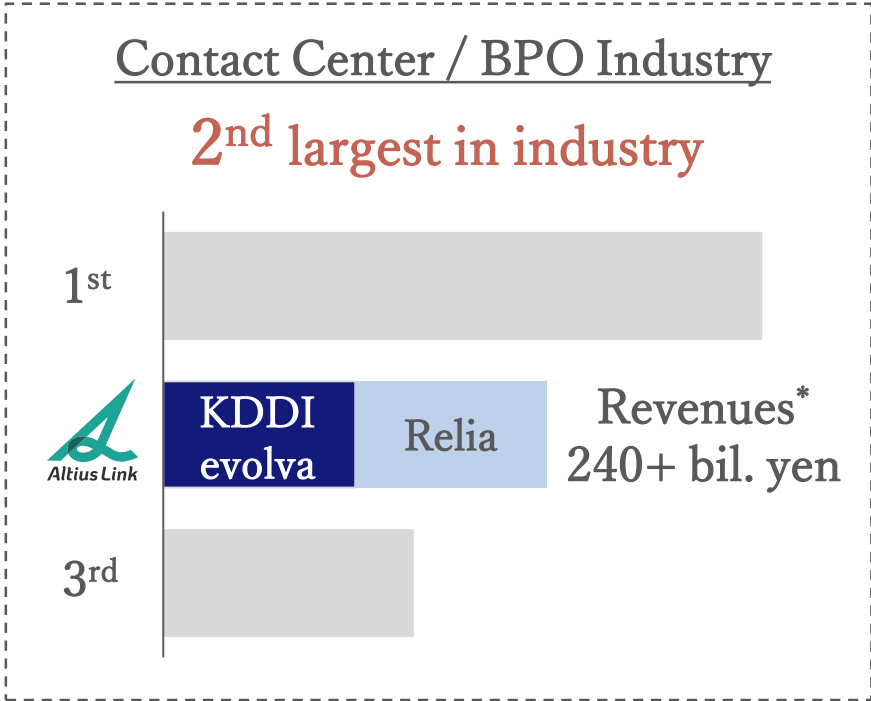 Contact Center / BPO Industry
2nd largest in industry
1st
KDDI
evolva
Relia
Revenues*
240+ bil. yen
Altius Link
3rd